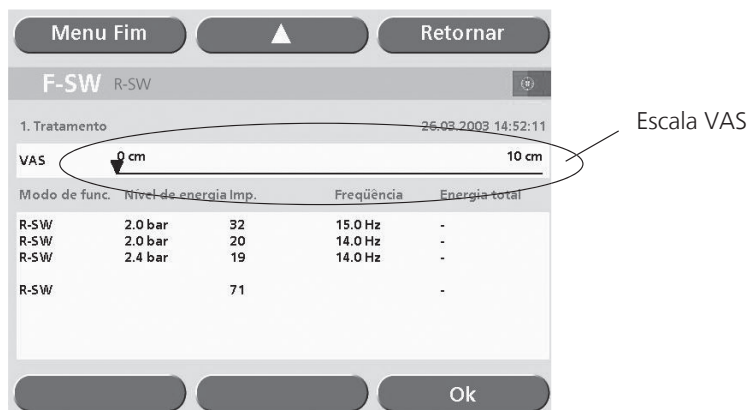 Menu Fim
Retornar
F-SW R-SW
1. Tratamento 26.03.2003 14:52:11
Escala VAS
VAS 0 cm 10 cm
Modo de func. Nível de energia Imp. Freqüência Energia total
R-SW 2.0 bar 32 15.0 Hz -
R-SW 2.0 bar 20 14.0 Hz -
R-SW 2.4 bar 19 14.0 Hz -
R-SW 71 -
Ok